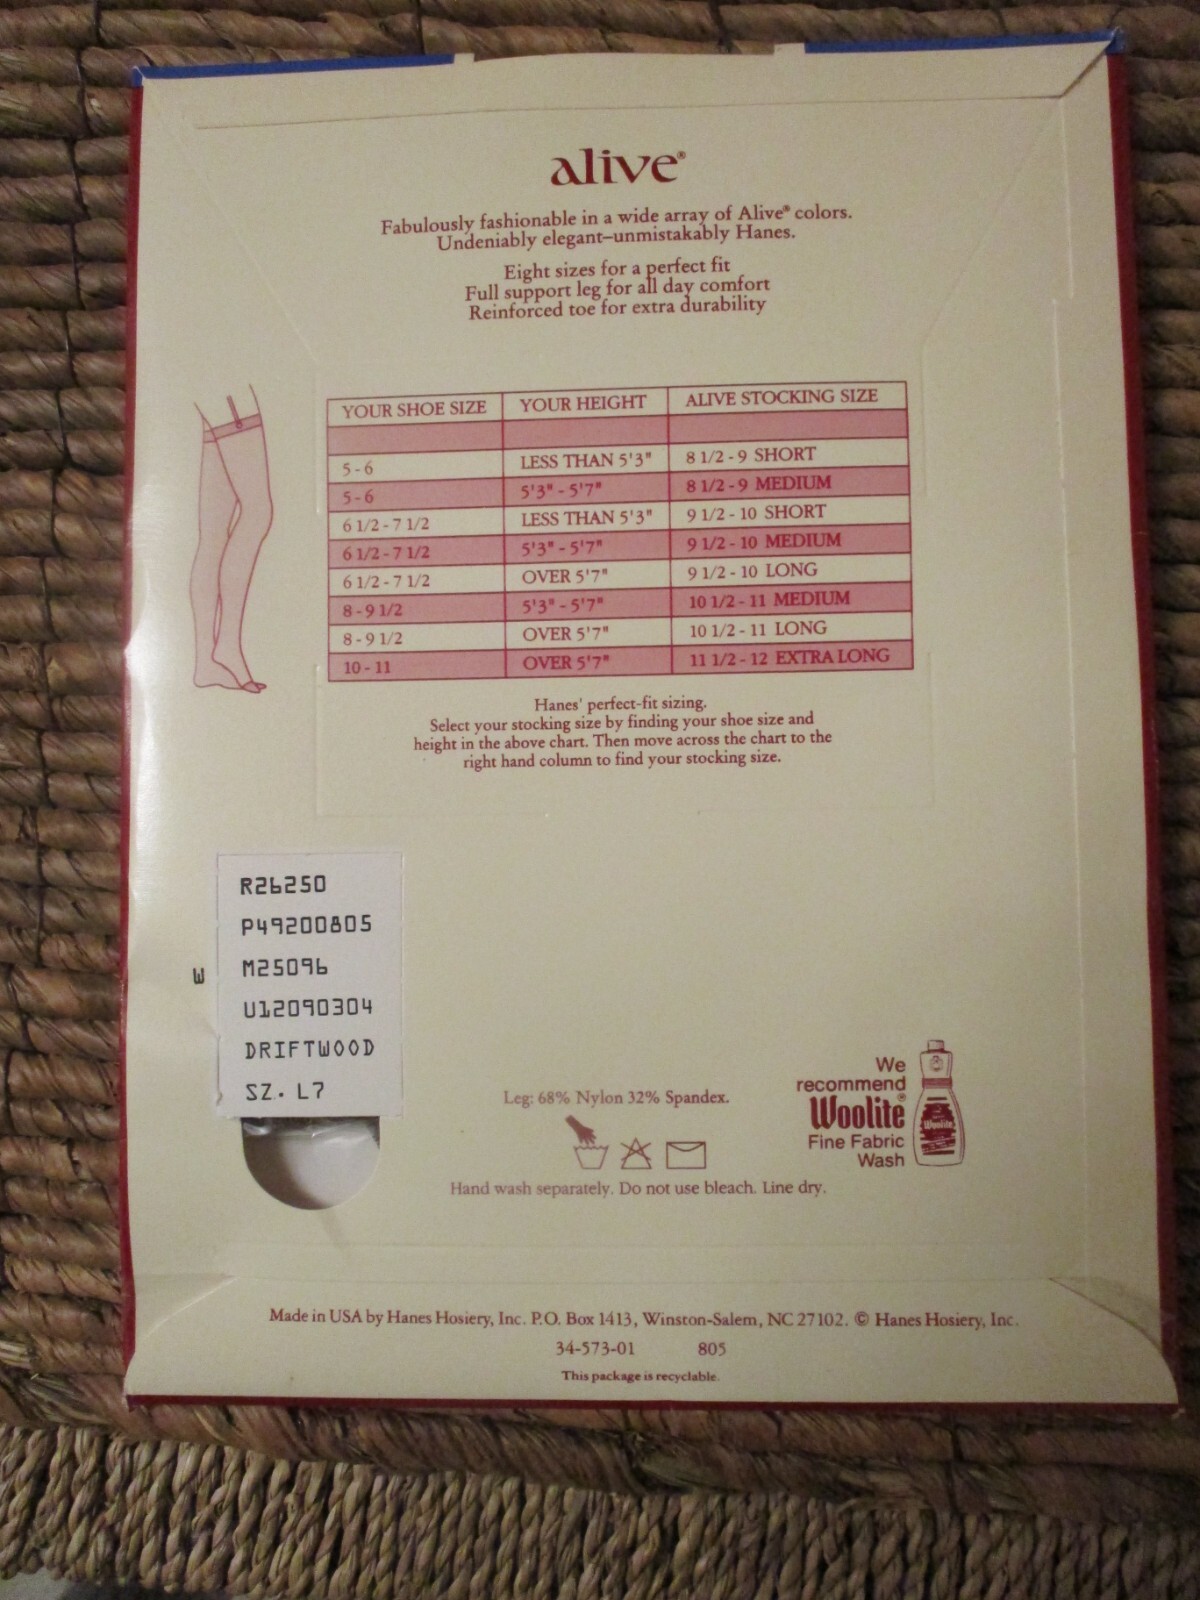 alive®
Fabulously fashionable in a wide array of Alive® colors.
Undeniably elegant–unmistakably Hanes.
Eight sizes for a perfect fit
Full support leg for all day comfort
Reinforced toe for extra durability
YOUR SHOE SIZE YOUR HEIGHT ALIVE STOCKING SIZE
5 - 6 LESS THAN 5'3" 8 1/2 - 9 SHORT
5 - 6 5'3" - 5'7" 8 1/2 - 9 MEDIUM
6 1/2 - 7 1/2 LESS THAN 5'3" 9 1/2 - 10 SHORT
6 1/2 - 7 1/2 5'3" - 5'7" 9 1/2 - 10 MEDIUM
6 1/2 - 7 1/2 OVER 5'7" 9 1/2 - 10 LONG
8 - 9 1/2 5'3" - 5'7" 10 1/2 - 11 MEDIUM
8 - 9 1/2 OVER 5'7" 10 1/2 - 11 LONG
10 - 11 OVER 5'7" 11 1/2 - 12 EXTRA LONG
Hanes' perfect-fit sizing.
Select your stocking size by finding your shoe size and
height in the above chart. Then move across the chart to the
right hand column to find your stocking size.
R26250
P49200805
W M25096
U12090304
DRIFTWOOD
SZ. L7
Leg: 68% Nylon 32% Spandex.
Hand wash separately. Do not use bleach. Line dry.
We
recommend
Woolite®
Fine Fabric
Wash
Woolite
Made in USA by Hanes Hosiery, Inc. P.O. Box 1413, Winston-Salem, NC 27102. © Hanes Hosiery, Inc.
34-573-01 805
This package is recyclable.